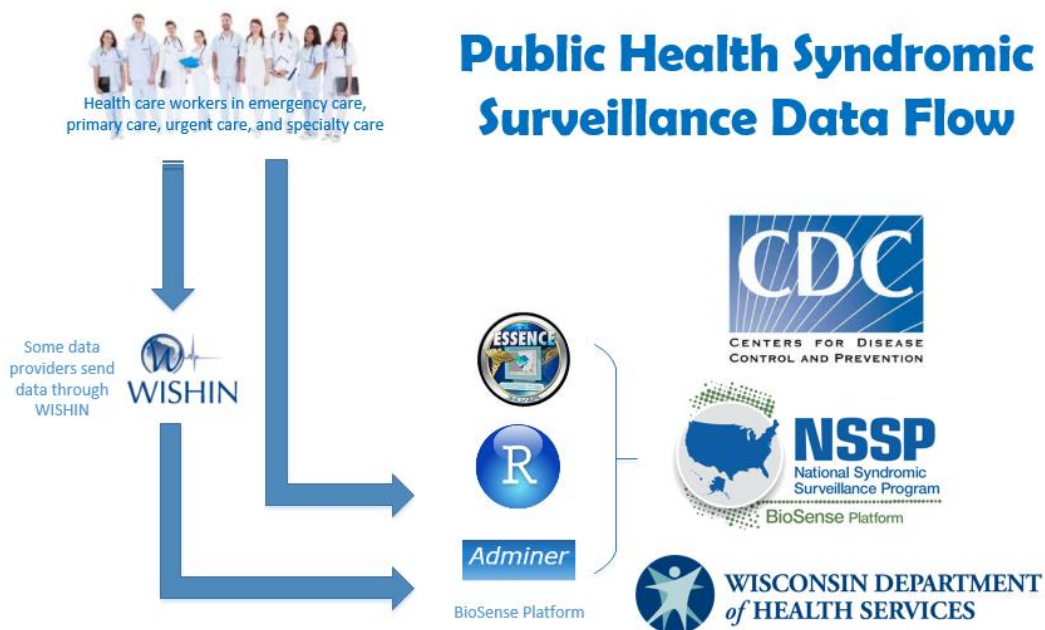 Public Health Syndromic
Surveillance Data Flow
Health care workers in emergency care,
primary care, urgent care, and specialty care
CDC
CENTERS FOR DISEASE
CONTROL AND PREVENTION
Some data
providers send
data through
WISHIN
WISHIN
ESSENCE
R
Adminer
BioSense Platform
NSSP
National Syndromic
Surveillance Program
BioSense Platform
WISCONSIN DEPARTMENT
of HEALTH SERVICES